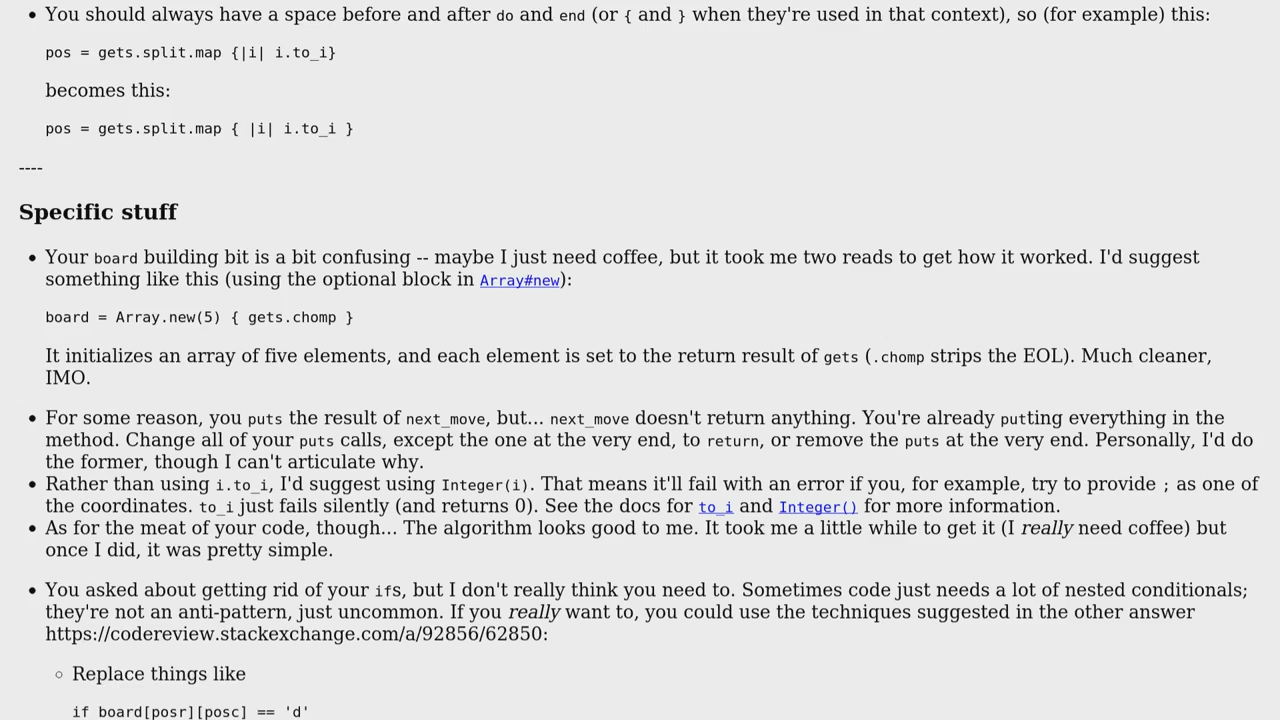 • You should always have a space before and after do and end (or { and } when they're used in that context), so (for example) this:
pos = gets.split.map {|i| i.to_i}
becomes this:
pos = gets.split.map { |i| i.to_i }
----
Specific stuff
• Your board building bit is a bit confusing -- maybe I just need coffee, but it took me two reads to get how it worked. I'd suggest
something like this (using the optional block in Array#new):
board = Array.new(5) { gets.chomp }
It initializes an array of five elements, and each element is set to the return result of gets (.chomp strips the EOL). Much cleaner,
IMO.
• For some reason, you puts the result of next_move, but... next_move doesn't return anything. You're already putting everything in the
method. Change all of your puts calls, except the one at the very end, to return, or remove the puts at the very end. Personally, I'd do
the former, though I can't articulate why.
• Rather than using i.to_i, I'd suggest using Integer(i). That means it'll fail with an error if you, for example, try to provide ; as one of
the coordinates. to_i just fails silently (and returns 0). See the docs for to_i and Integer() for more information.
• As for the meat of your code, though... The algorithm looks good to me. It took me a little while to get it (I really need coffee) but
once I did, it was pretty simple.
• You asked about getting rid of your ifs, but I don't really think you need to. Sometimes code just needs a lot of nested conditionals;
they're not an anti-pattern, just uncommon. If you really want to, you could use the techniques suggested in the other answer
https://codereview.stackexchange.com/a/92856/62850:
◦ Replace things like
if board[posr][posc] == 'd'